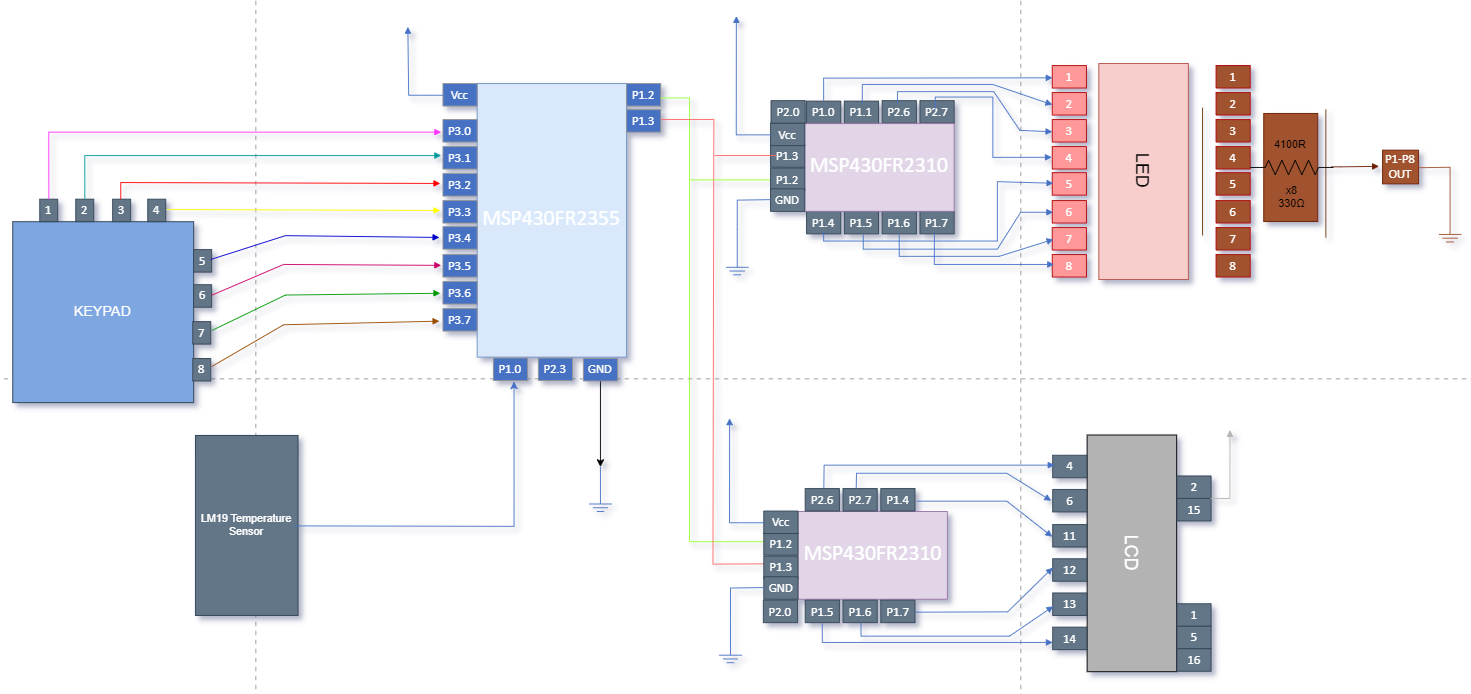 1
2
3
4
5
6
7
8
KEYPAD
LM19 Temperature
Sensor
Vcc
P3.0
P3.1
P3.2
P3.3
P3.4
P3.5
P3.6
P3.7
MSP430FR2355
P1.2
P1.3
P1.0
P2.3
GND
P2.0
P1.0
P1.1
P2.6
P2.7
Vcc
P1.3
P1.2
GND
MSP430FR2310
P1.4
P1.5
P1.6
P1.7
1
2
3
4
5
6
7
8
LED
1
2
3
4
5
6
7
8
4100R
x8
330Ω
P1-P8
OUT
P2.6
P2.7
P1.4
Vcc
P1.2
P1.3
GND
P2.0
MSP430FR2310
P1.5
P1.6
P1.7
4
6
11
12
13
14
LCD
2
15
1
5
16